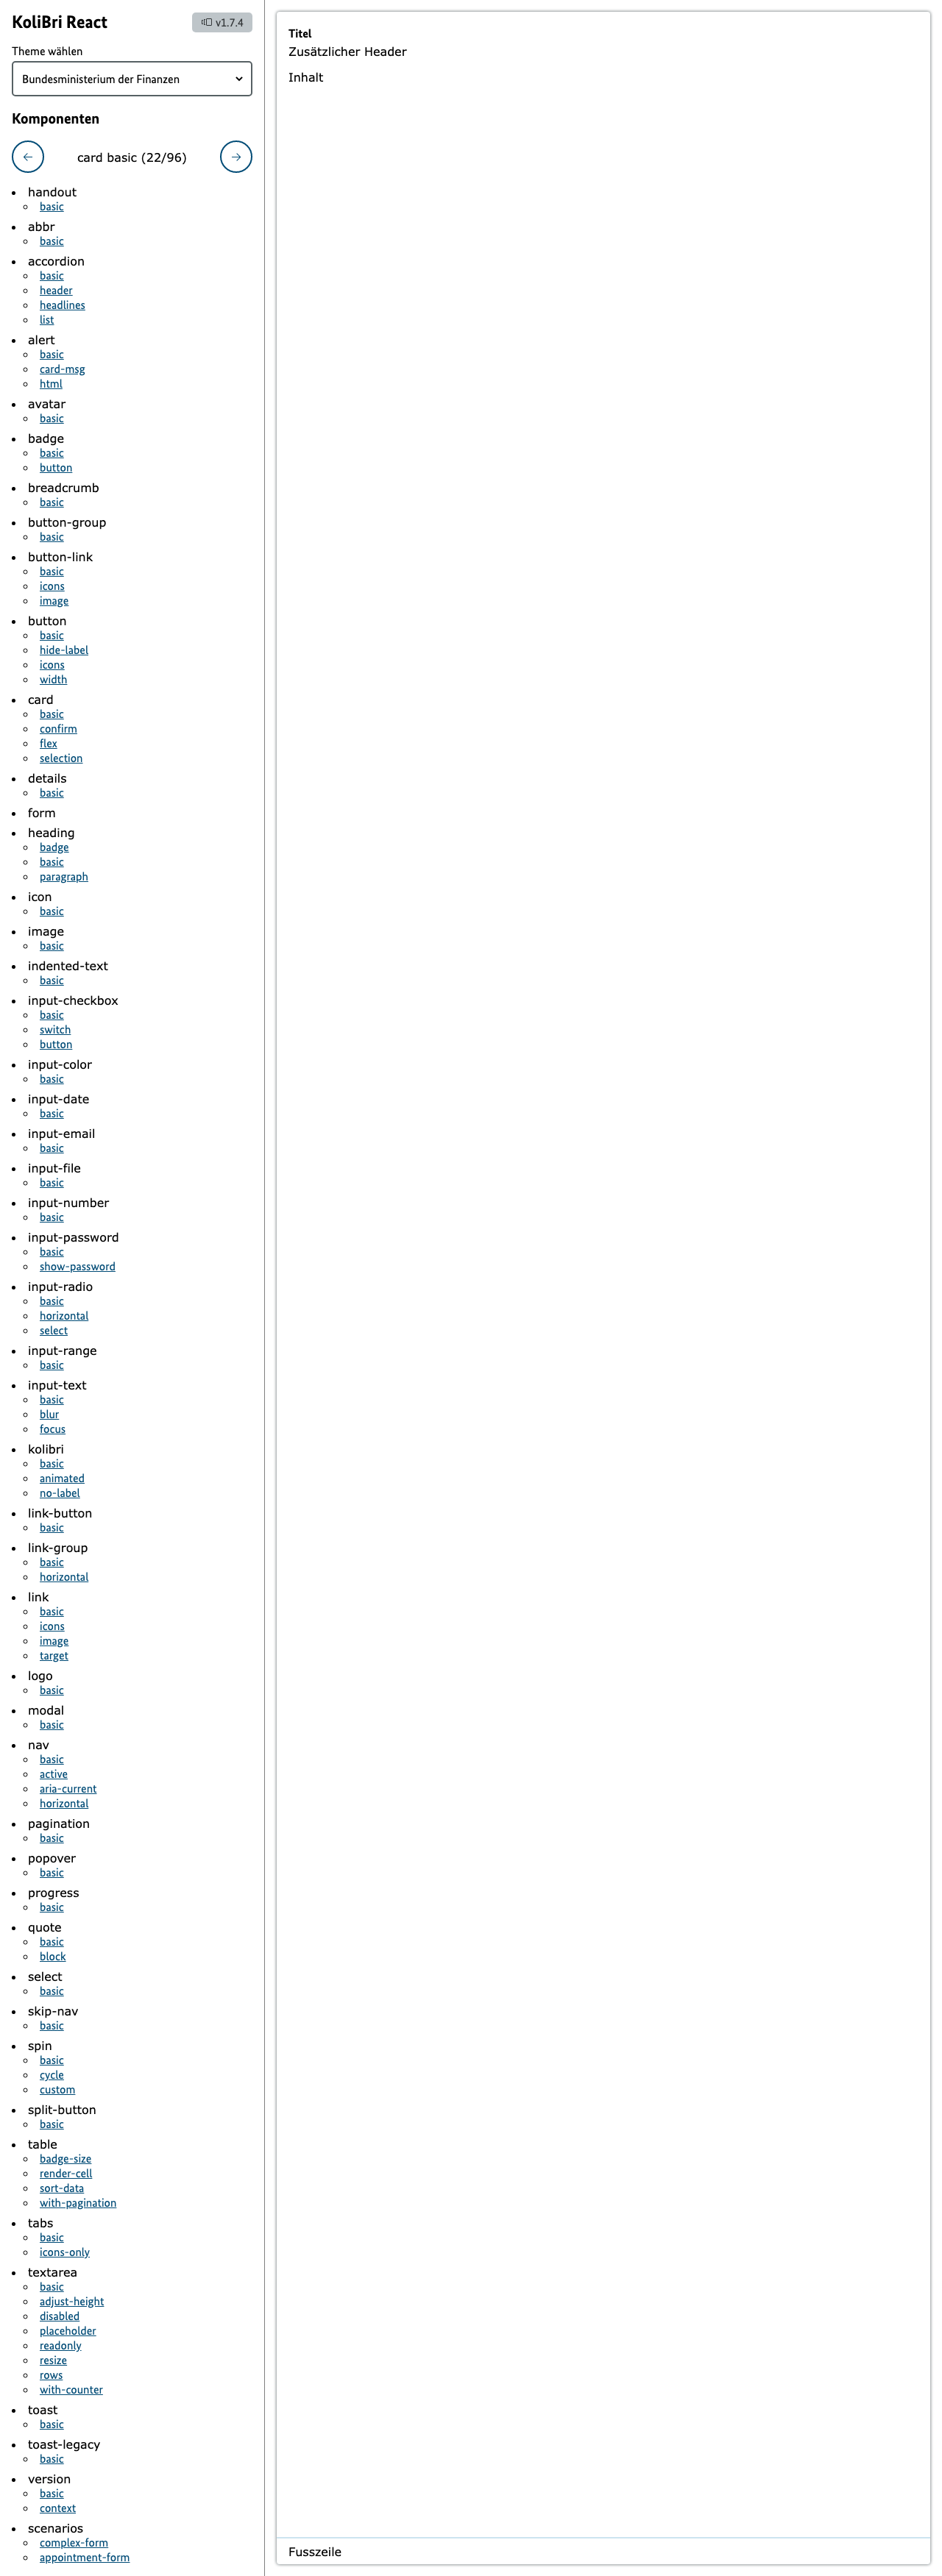 KoliBri React
v1.7.4
Theme wählen
Bundesministerium der Finanzen
Komponenten
card basic (22/96)
handout
basic
abbr
basic
accordion
basic
header
headlines
list
alert
basic
card-msg
html
avatar
basic
badge
basic
button
breadcrumb
basic
button-group
basic
button-link
basic
icons
image
button
basic
hide-label
icons
width
card
basic
confirm
flex
selection
details
basic
form
heading
badge
basic
paragraph
icon
basic
image
basic
indented-text
basic
input-checkbox
basic
switch
button
input-color
basic
input-date
basic
input-email
basic
input-file
basic
input-number
basic
input-password
basic
show-password
input-radio
basic
horizontal
select
input-range
basic
input-text
basic
blur
focus
kolibri
basic
animated
no-label
link-button
basic
link-group
basic
horizontal
link
basic
icons
image
target
logo
basic
modal
basic
nav
basic
active
aria-current
horizontal
pagination
basic
popover
basic
progress
basic
quote
basic
block
select
basic
skip-nav
basic
spin
basic
cycle
custom
split-button
basic
table
badge-size
render-cell
sort-data
with-pagination
tabs
basic
icons-only
textarea
basic
adjust-height
disabled
placeholder
readonly
resize
rows
with-counter
toast
basic
toast-legacy
basic
version
basic
context
scenarios
complex-form
appointment-form
Titel
Zusätzlicher Header
Inhalt
Fusszeile